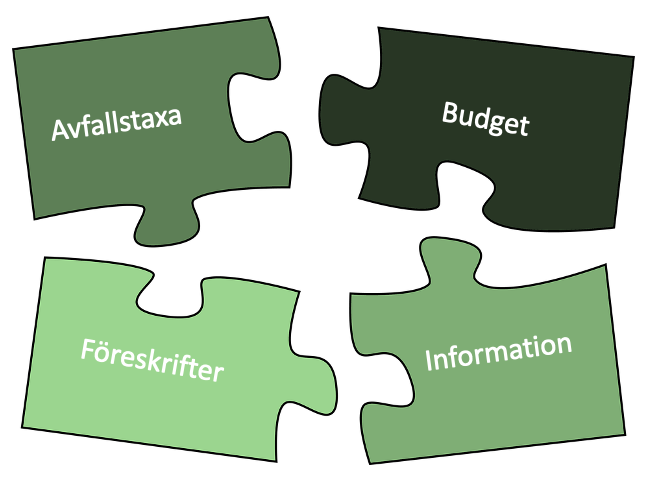 Avfallstaxa
Budget
Föreskrifter
Information